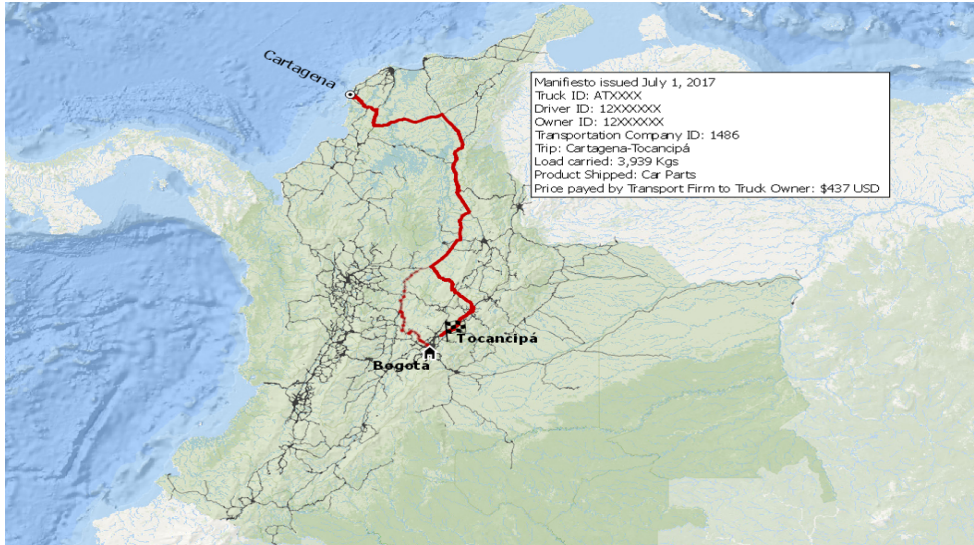 Cartagena
Manifiesto issued July 1, 2017
Truck ID: ATXXXX
Driver ID: 12XXXXXX
Owner ID: 12XXXXXX
Transportation Company ID: 1486
Trip: Cartagena-Tocancipá
Load carried: 3,939 Kgs
Product Shipped: Car Parts
Price payed by Transport Firm to Truck Owner: $437 USD
Tocancipá
Bogotá